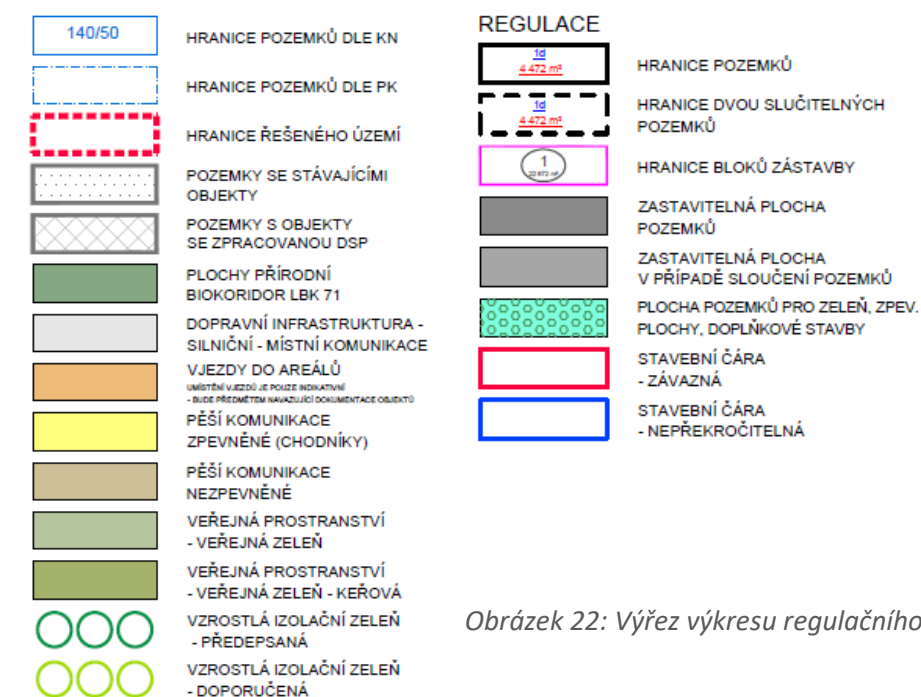 140/50
HRANICE POZEMKŮ DLE KN
HRANICE POZEMKŮ DLE PK
HRANICE ŘEŠENÉHO ÚZEMÍ
POZEMKY SE STÁVAJÍCÍMI
OBJEKTY
POZEMKY S OBJEKTY
SE ZPRACOVANOU DSP
PLOCHY PŘÍRODNÍ
BIOKORIDOR LBK 71
DOPRAVNÍ INFRASTRUKTURA -
SILNIČNÍ - MÍSTNÍ KOMUNIKACE
VJEZDY DO AREÁLŮ
UMÍSTĚNÍ VJEZDŮ JE POUZE INDIKATIVNÍ
- BUDE PŘEDMĚTEM NAVAZUJÍCÍ DOKUMENTACE OBJEKTŮ
PĚŠÍ KOMUNIKACE
ZPEVNĚNÉ (CHODNÍKY)
PĚŠÍ KOMUNIKACE
NEZPEVNĚNÉ
VEŘEJNÁ PROSTRANSTVÍ
- VEŘEJNÁ ZELEŇ
VEŘEJNÁ PROSTRANSTVÍ
- VEŘEJNÁ ZELEŇ - KEŘOVÁ
VZROSTLÁ IZOLAČNÍ ZELEŇ
- PŘEDEPSANÁ
VZROSTLÁ IZOLAČNÍ ZELEŇ
- DOPORUČENÁ
REGULACE
1d
4 472 m²
HRANICE POZEMKŮ
1d
4 472 m²
HRANICE DVOU SLUČITELNÝCH
POZEMKŮ
1
HRANICE BLOKŮ ZÁSTAVBY
ZASTAVITELNÁ PLOCHA
POZEMKŮ
ZASTAVITELNÁ PLOCHA
V PŘÍPADĚ SLOUČENÍ POZEMKŮ
PLOCHA POZEMKŮ PRO ZELEŇ, ZPEV.
PLOCHY, DOPLŇKOVÉ STAVBY
STAVEBNÍ ČÁRA
- ZÁVAZNÁ
STAVEBNÍ ČÁRA
- NEPŘEKROČITELNÁ
Obrázek 22: Výřez výkresu regulačního